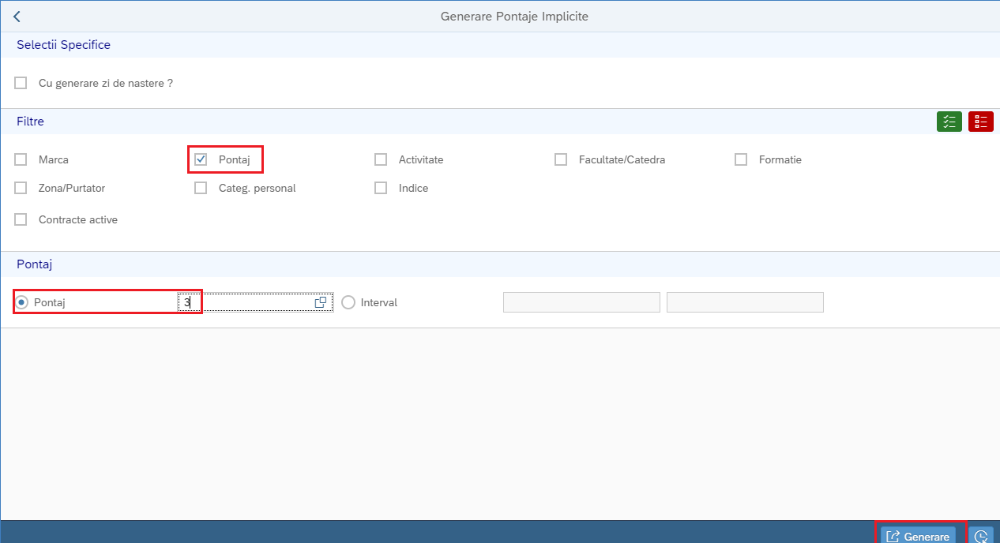 Generare Pontaje Implicite
Selectii Specifice
Cu generare zi de nastere ?
Filtre
Marca Pontaj Activitate Facultate/Catedra Formatie
Zona/Purtator Categ. personal Indice
Contracte active
Pontaj
Pontaj 3 Interval
Generare